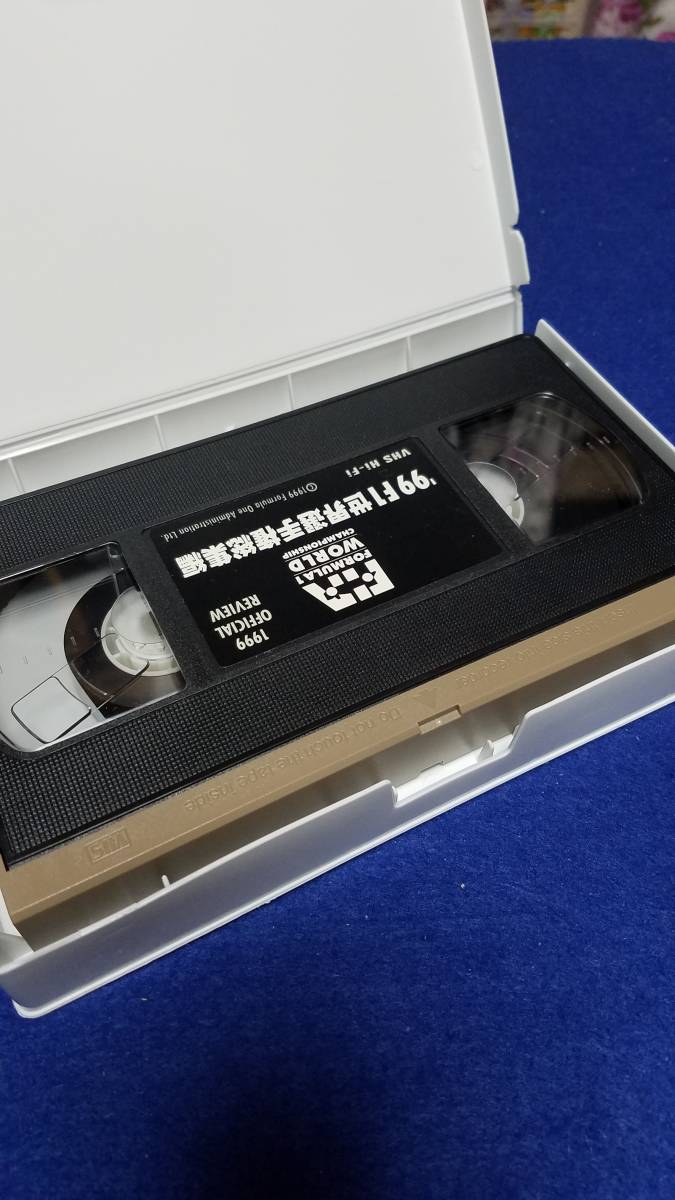 1999
OFFICIAL
REVIEW
FIA
FORMULA 1
WORLD
CHAMPIONSHIP
'99 F1世界選手権総集編
VHS Hi-Fi
©1999 Formula One Administration Ltd.
Do not touch the tape inside
VHS